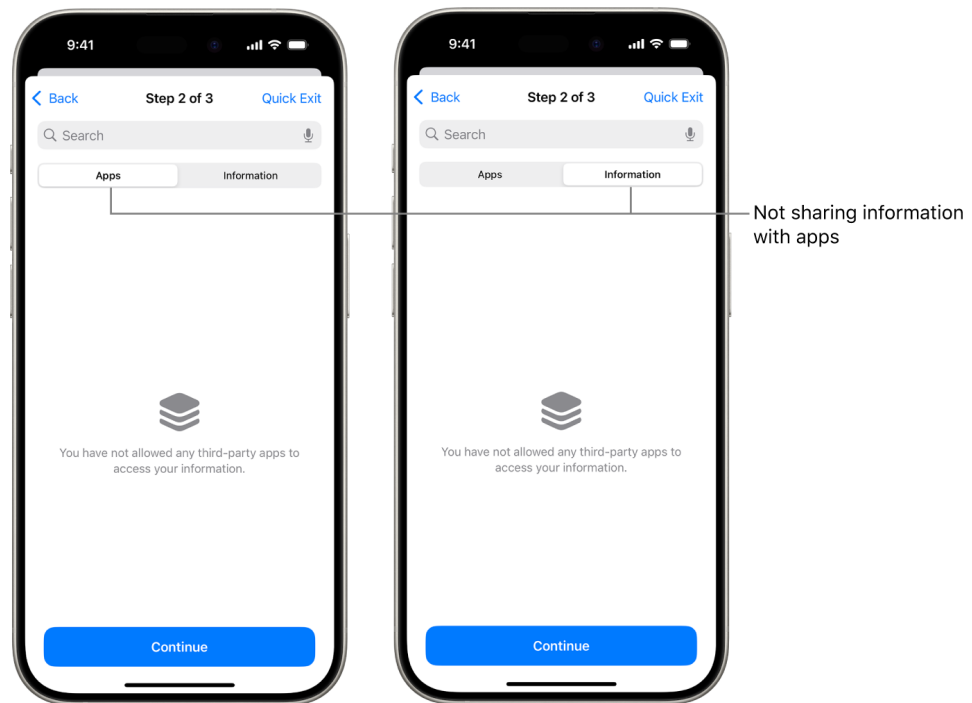 9:41
Back
Step 2 of 3
Quick Exit
Search
Apps
Information
You have not allowed any third-party apps to
access your information.
Continue
9:41
Back
Step 2 of 3
Quick Exit
Search
Apps
Information
You have not allowed any third-party apps to
access your information.
Continue
Not sharing information
with apps